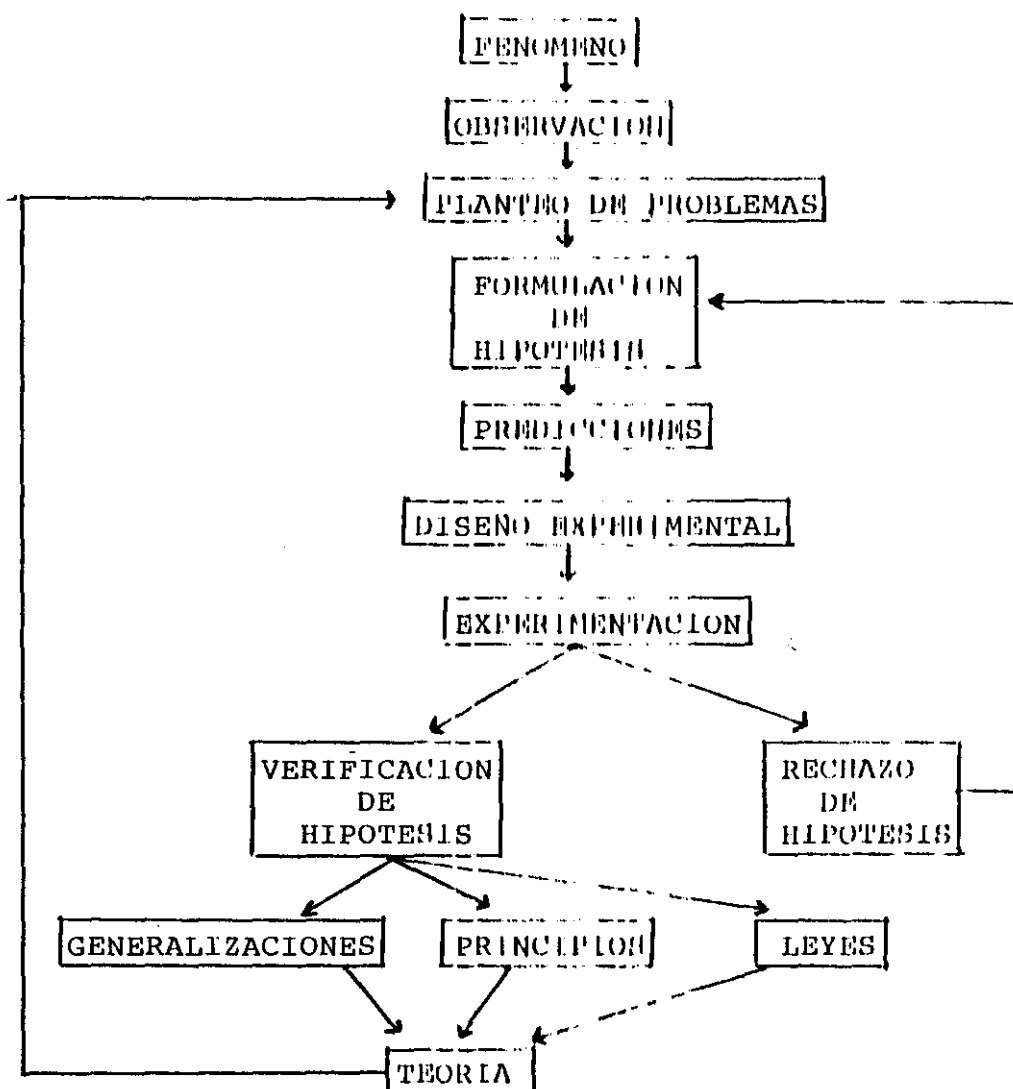 FENOMENO
OBSERVACION
PLANTEO DE PROBLEMAS
FORMULACION
DE
HIPOTESIS
PREDICCIONES
DISEÑO EXPERIMENTAL
EXPERIMENTACION
VERIFICACION
DE
HIPOTESIS
RECHAZO
DE
HIPOTESIS
GENERALIZACIONES
PRINCIPIOS
LEYES
TEORIA